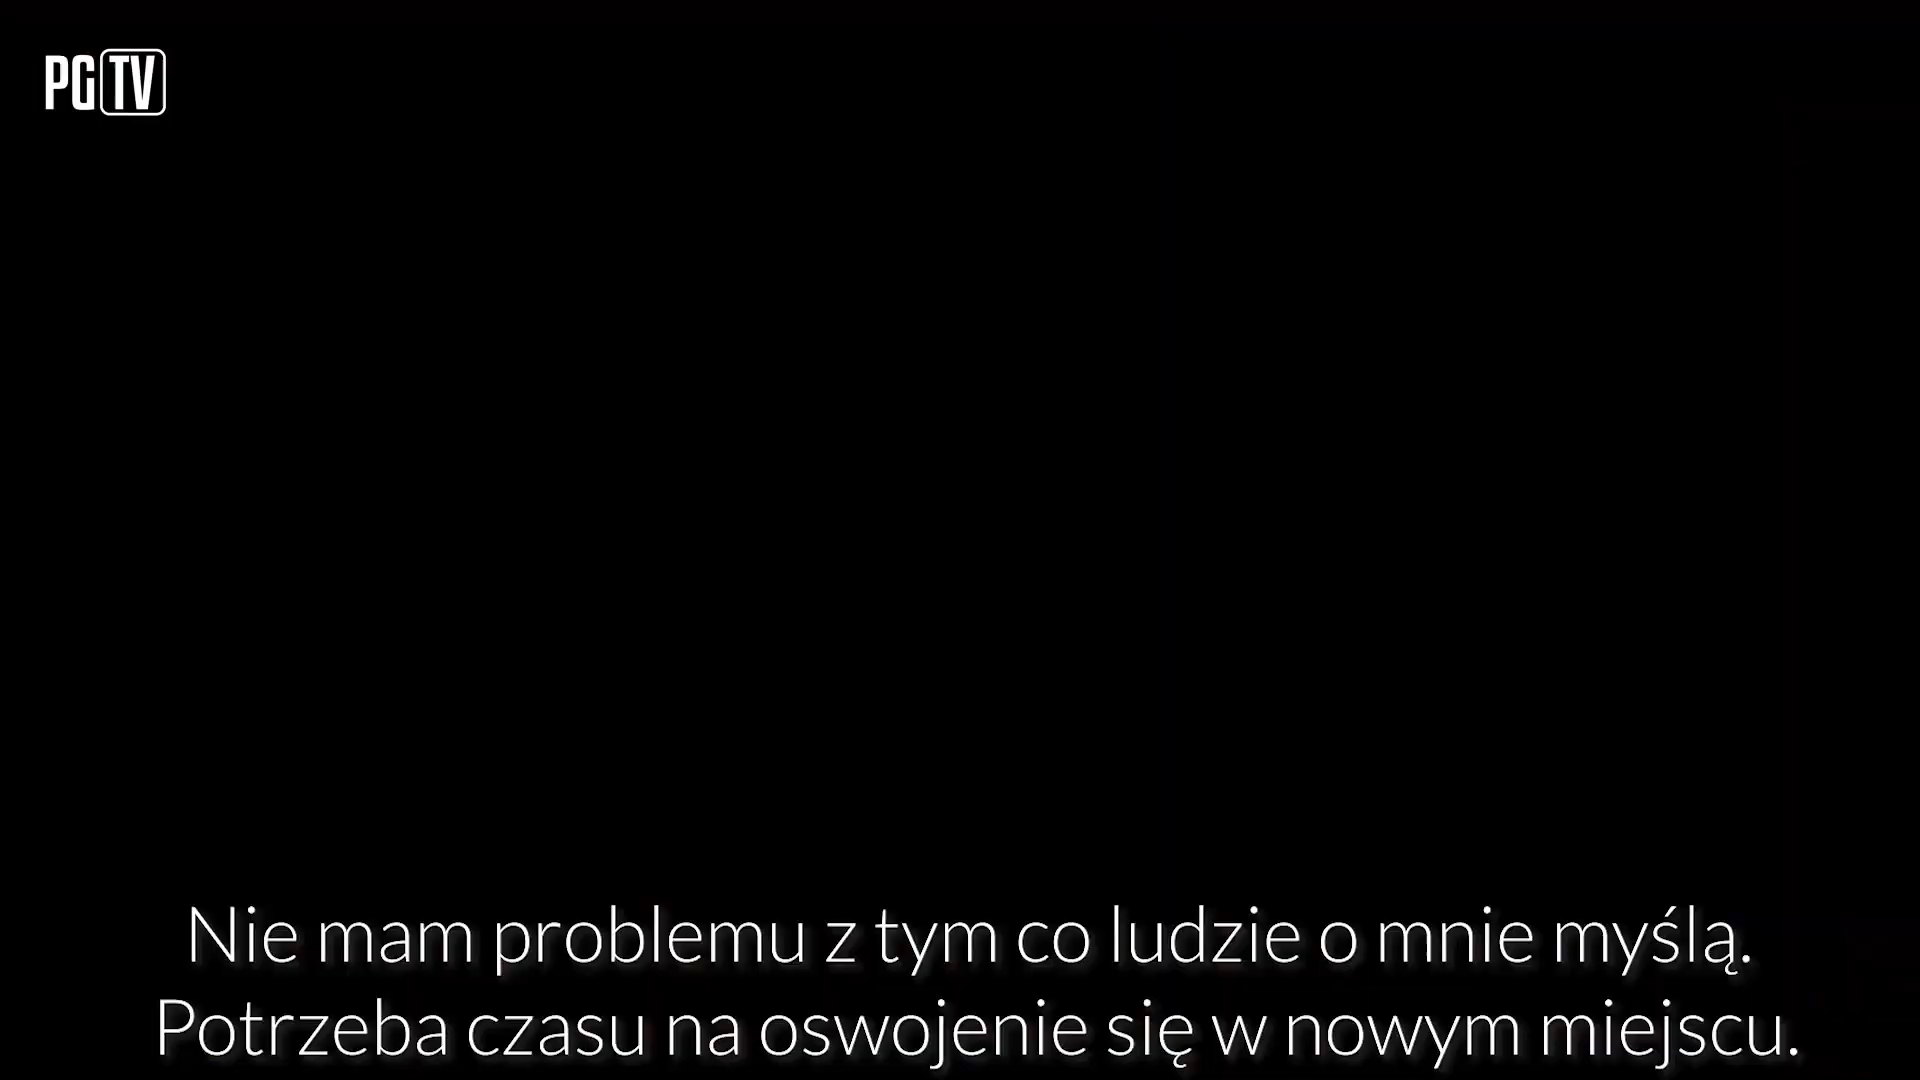 PGTV
Nie mam problemu z tym co ludzie o mnie myślą.
Potrzeba czasu na oswojenie się w nowym miejscu.